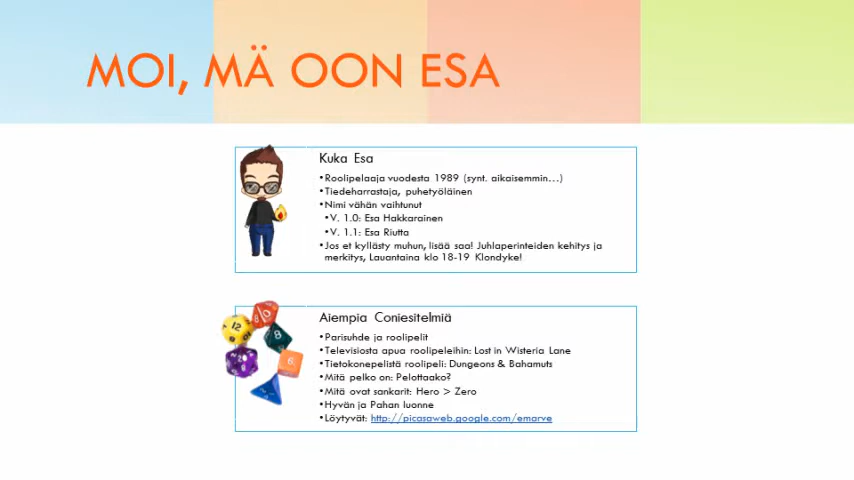 MOI, MÄ OON ESA
Kuka Esa
•Roolipelaaja vuodesta 1989 (synt. aikaisemmin...)
•Tiedeharrastaja, puhetyöläinen
•Nimi vähän vaihtunut
•V. 1.0: Esa Hakkarainen
•V. 1.1: Esa Riutta
•Jos et kyllästy muhun, lisää saa! Juhlaperinteiden kehitys ja
merkitys, Lauantaina klo 18-19 Klondyke!
Aiempia Coniesitelmiä
•Parisuhde ja roolipelit
•Televisiosta apua roolipeleihin: Lost in Wisteria Lane
•Tietokonepelistä roolipeli: Dungeons & Bahamuts
•Mitä pelko on: Pelottaako?
•Mitä ovat sankarit: Hero > Zero
•Hyvän ja Pahan luonne
•Löytyvät: http://picasaweb.google.com/emarve
12
%
8
6